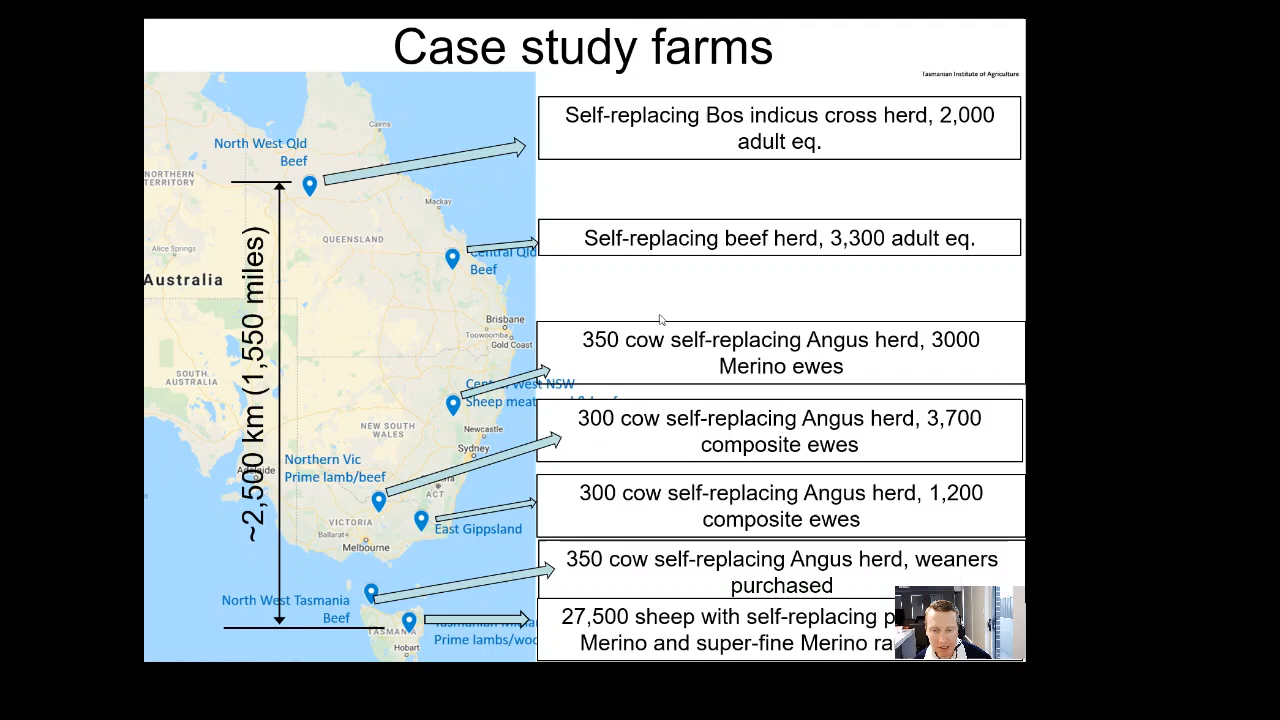 Case study farms
Tasmanian Institute of Agriculture
Self-replacing Bos indicus cross herd, 2,000
adult eq.
Self-replacing beef herd, 3,300 adult eq.
350 cow self-replacing Angus herd, 3000
Merino ewes
300 cow self-replacing Angus herd, 3,700
composite ewes
300 cow self-replacing Angus herd, 1,200
composite ewes
350 cow self-replacing Angus herd, weaners
purchased
27,500 sheep with self-replacing
Merino and super-fine Merino
~2,500 km (1,550 miles)
Cairns
North West Qld
Beef
NORTHERN
TERRITORY
Mackay
QUEENSLAND
Alice Springs
Central Qld
Beef
Australia
Brisbane
Toowoomba
Gold Coast
SOUTH
AUSTRALIA
Central West NSW
Sheep meat
NEW SOUTH
WALES
Newcastle
Sydney
Northern Vic
Prime lamb/beef
Adelaide
ACT
VICTORIA
East Gippsland
Ballarat
Melbourne
North West Tasmania
Beef
TASMANIA
Prime lambs/
Hobart